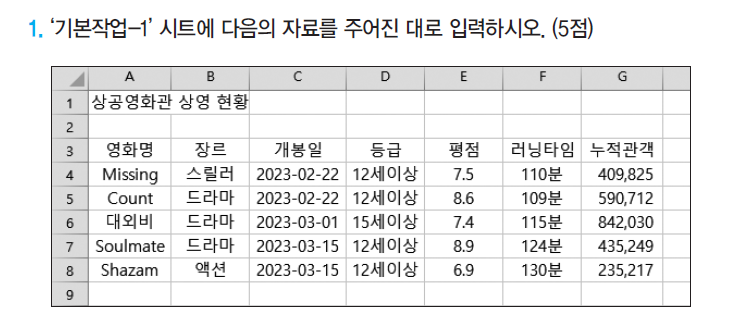 1. ‘기본작업-1’ 시트에 다음의 자료를 주어진 대로 입력하시오. (5점)
A B C D E F G
1 상공영화관 상영 현황
2
3 영화명 장르 개봉일 등급 평점 러닝타임 누적관객
4 Missing 스릴러 2023-02-22 12세이상 7.5 110분 409,825
5 Count 드라마 2023-02-22 12세이상 8.6 109분 590,712
6 대외비 드라마 2023-03-01 15세이상 7.4 115분 842,030
7 Soulmate 드라마 2023-03-15 12세이상 8.9 124분 435,249
8 Shazam 액션 2023-03-15 12세이상 6.9 130분 235,217
9